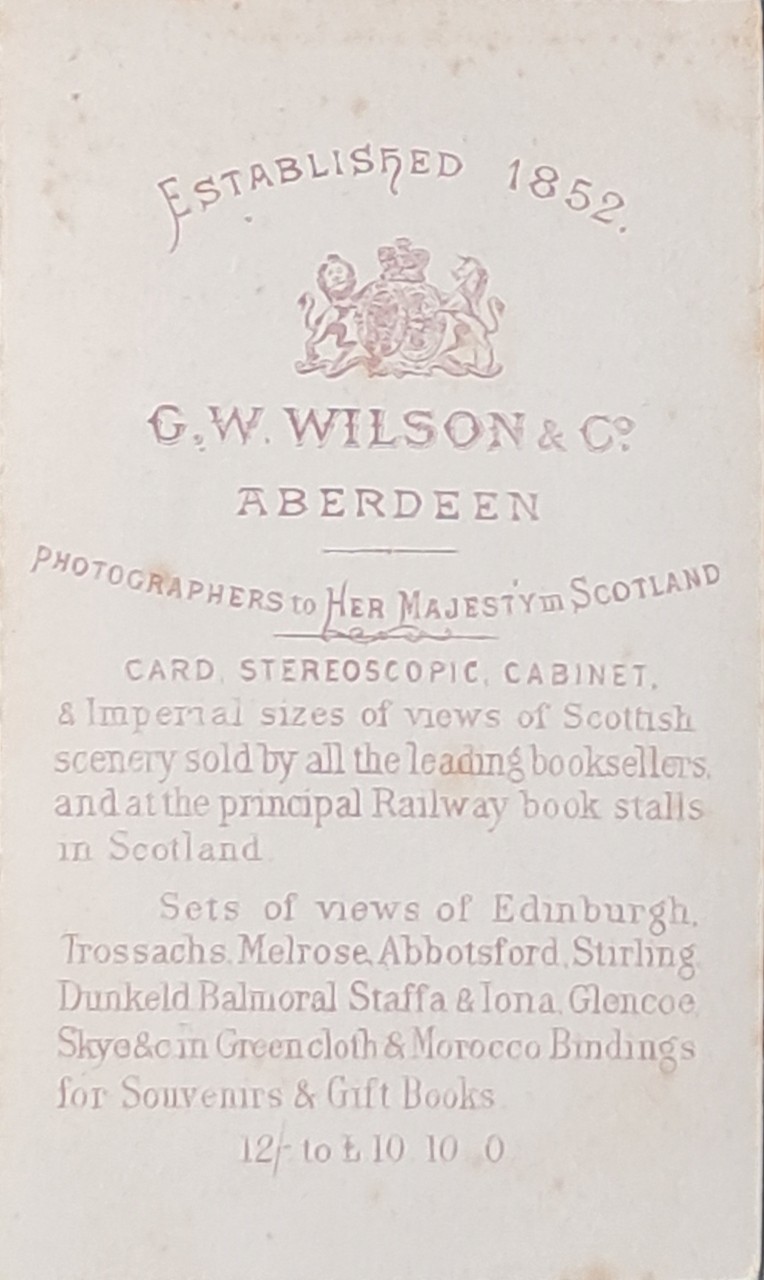 ESTABLISHED 1852.
G.W. WILSON & Co.
ABERDEEN
PHOTOGRAPHERS to HER MAJESTY in SCOTLAND
CARD, STEREOSCOPIC, CABINET,
& Imperial sizes of views of Scottish
scenery sold by all the leading booksellers,
and at the principal Railway book stalls
in Scotland
Sets of views of Edinburgh,
Trossachs, Melrose, Abbotsford, Stirling,
Dunkeld Balmoral Staffa & Iona, Glencoe
Skye &c in Green cloth & Morocco Bindings
for Souvenirs & Gift Books
12/- to £10 10 0